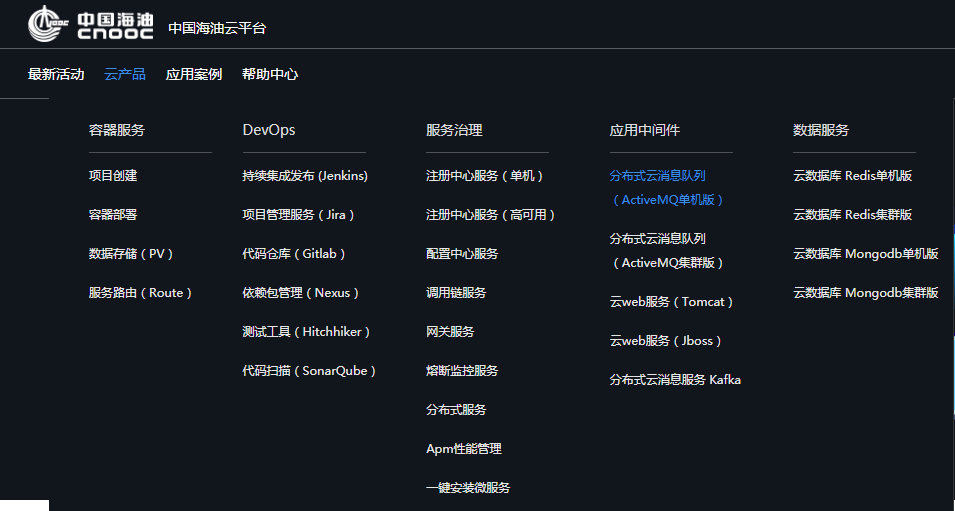 中国海油
CNOOC
中国海油云平台
最新活动 云产品 应用案例 帮助中心
容器服务
项目创建
容器部署
数据存储（PV）
服务路由（Route）
DevOps
持续集成发布 (Jenkins)
项目管理服务（Jira）
代码仓库（Gitlab）
依赖包管理（Nexus）
测试工具（Hitchhiker）
代码扫描（SonarQube）
服务治理
注册中心服务（单机）
注册中心服务（高可用）
配置中心服务
调用链服务
网关服务
熔断监控服务
分布式服务
Apm性能管理
一键安装微服务
应用中间件
分布式云消息队列
（ActiveMQ单机版）
分布式云消息队列
（ActiveMQ集群版）
云web服务（Tomcat）
云web服务（Jboss）
分布式云消息服务 Kafka
数据服务
云数据库 Redis单机版
云数据库 Redis集群版
云数据库 Mongodb单机版
云数据库 Mongodb集群版